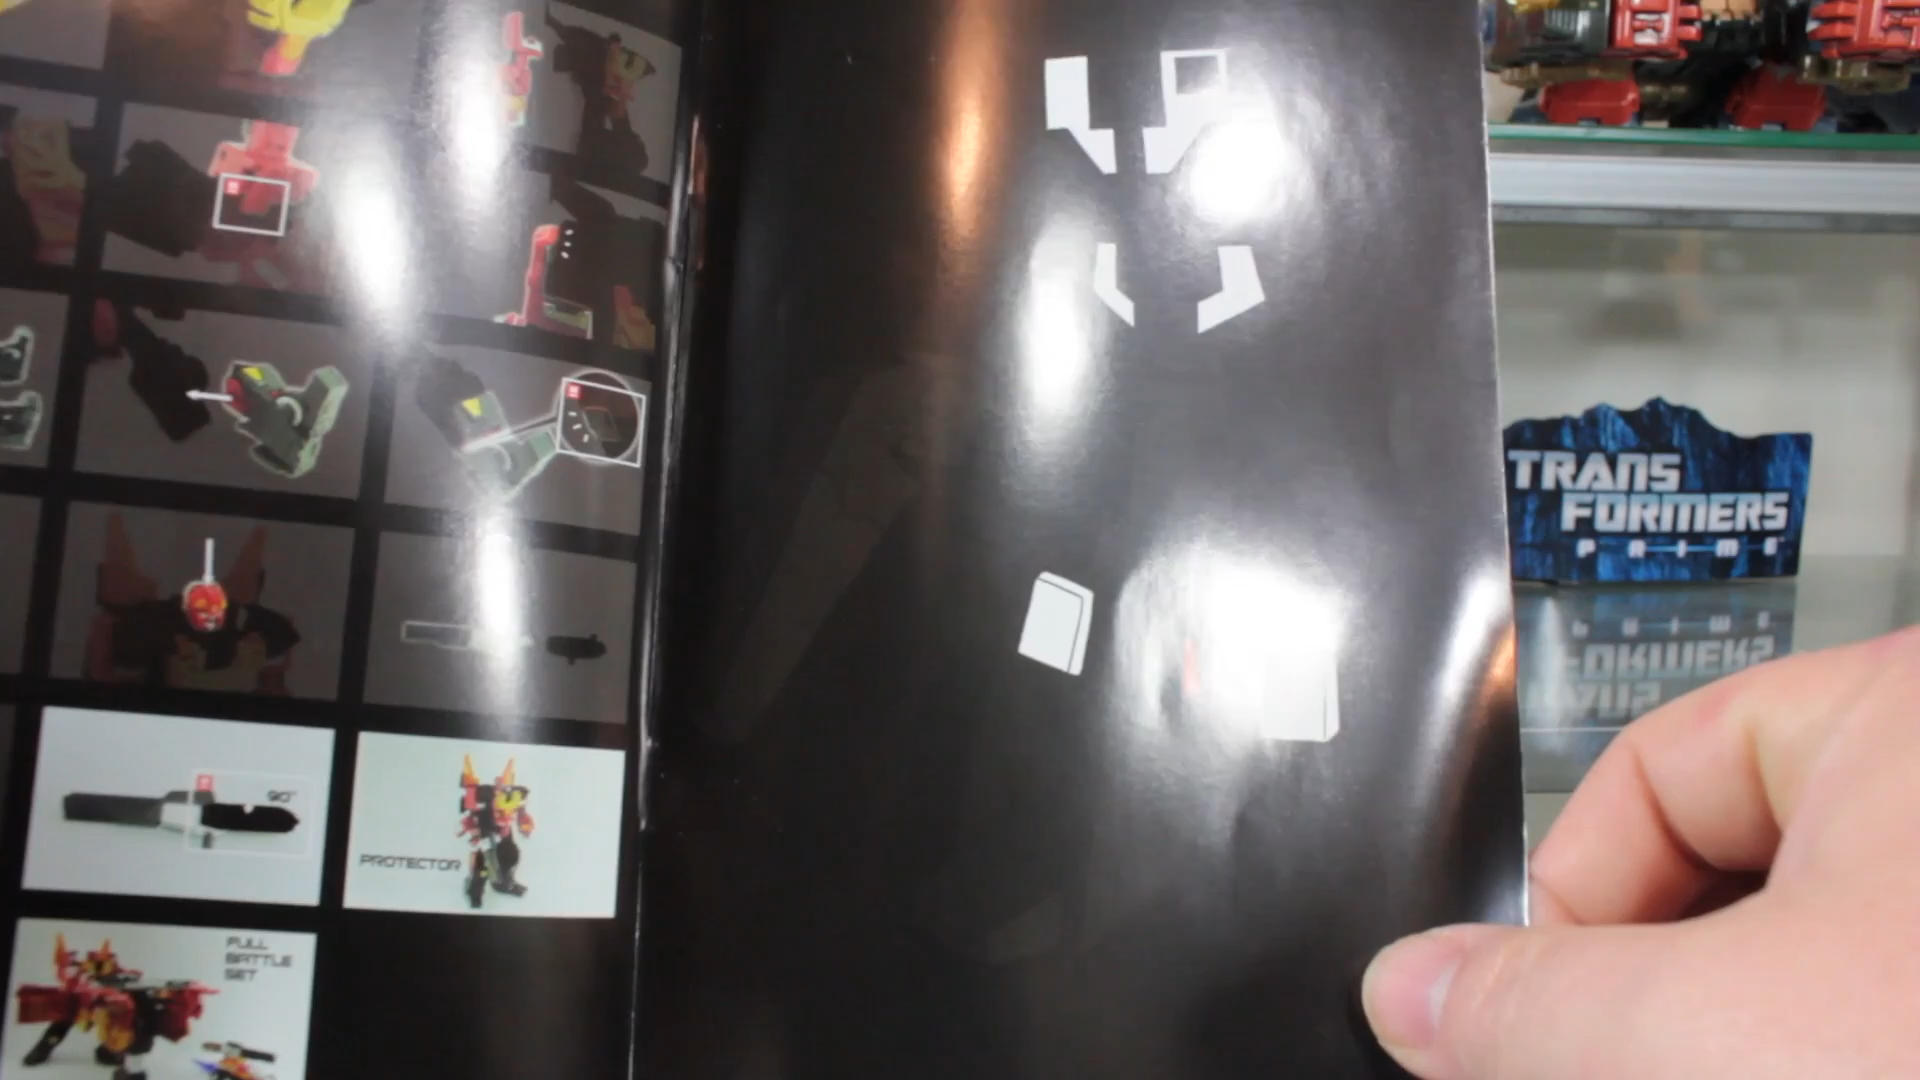 90°
PROTECTOR
FULL
BATTLE
SET
TRANS
FORMERS
PRIME